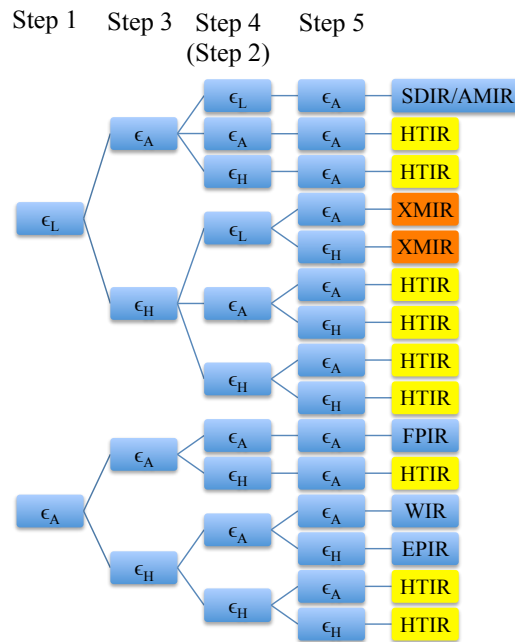 Step 1 Step 3 Step 4 Step 5
(Step 2)
ϵL ϵA SDIR/AMIR
ϵA ϵA ϵA HTIR
ϵH ϵA HTIR
ϵL ϵA XMIR
ϵL
ϵH XMIR
ϵA HTIR
ϵH ϵA
ϵH HTIR
ϵA HTIR
ϵH
ϵH HTIR
ϵA ϵA FPIR
ϵA
ϵH ϵA HTIR
ϵA
ϵA WIR
ϵA
ϵH EPIR
ϵH
ϵA HTIR
ϵH
ϵH HTIR